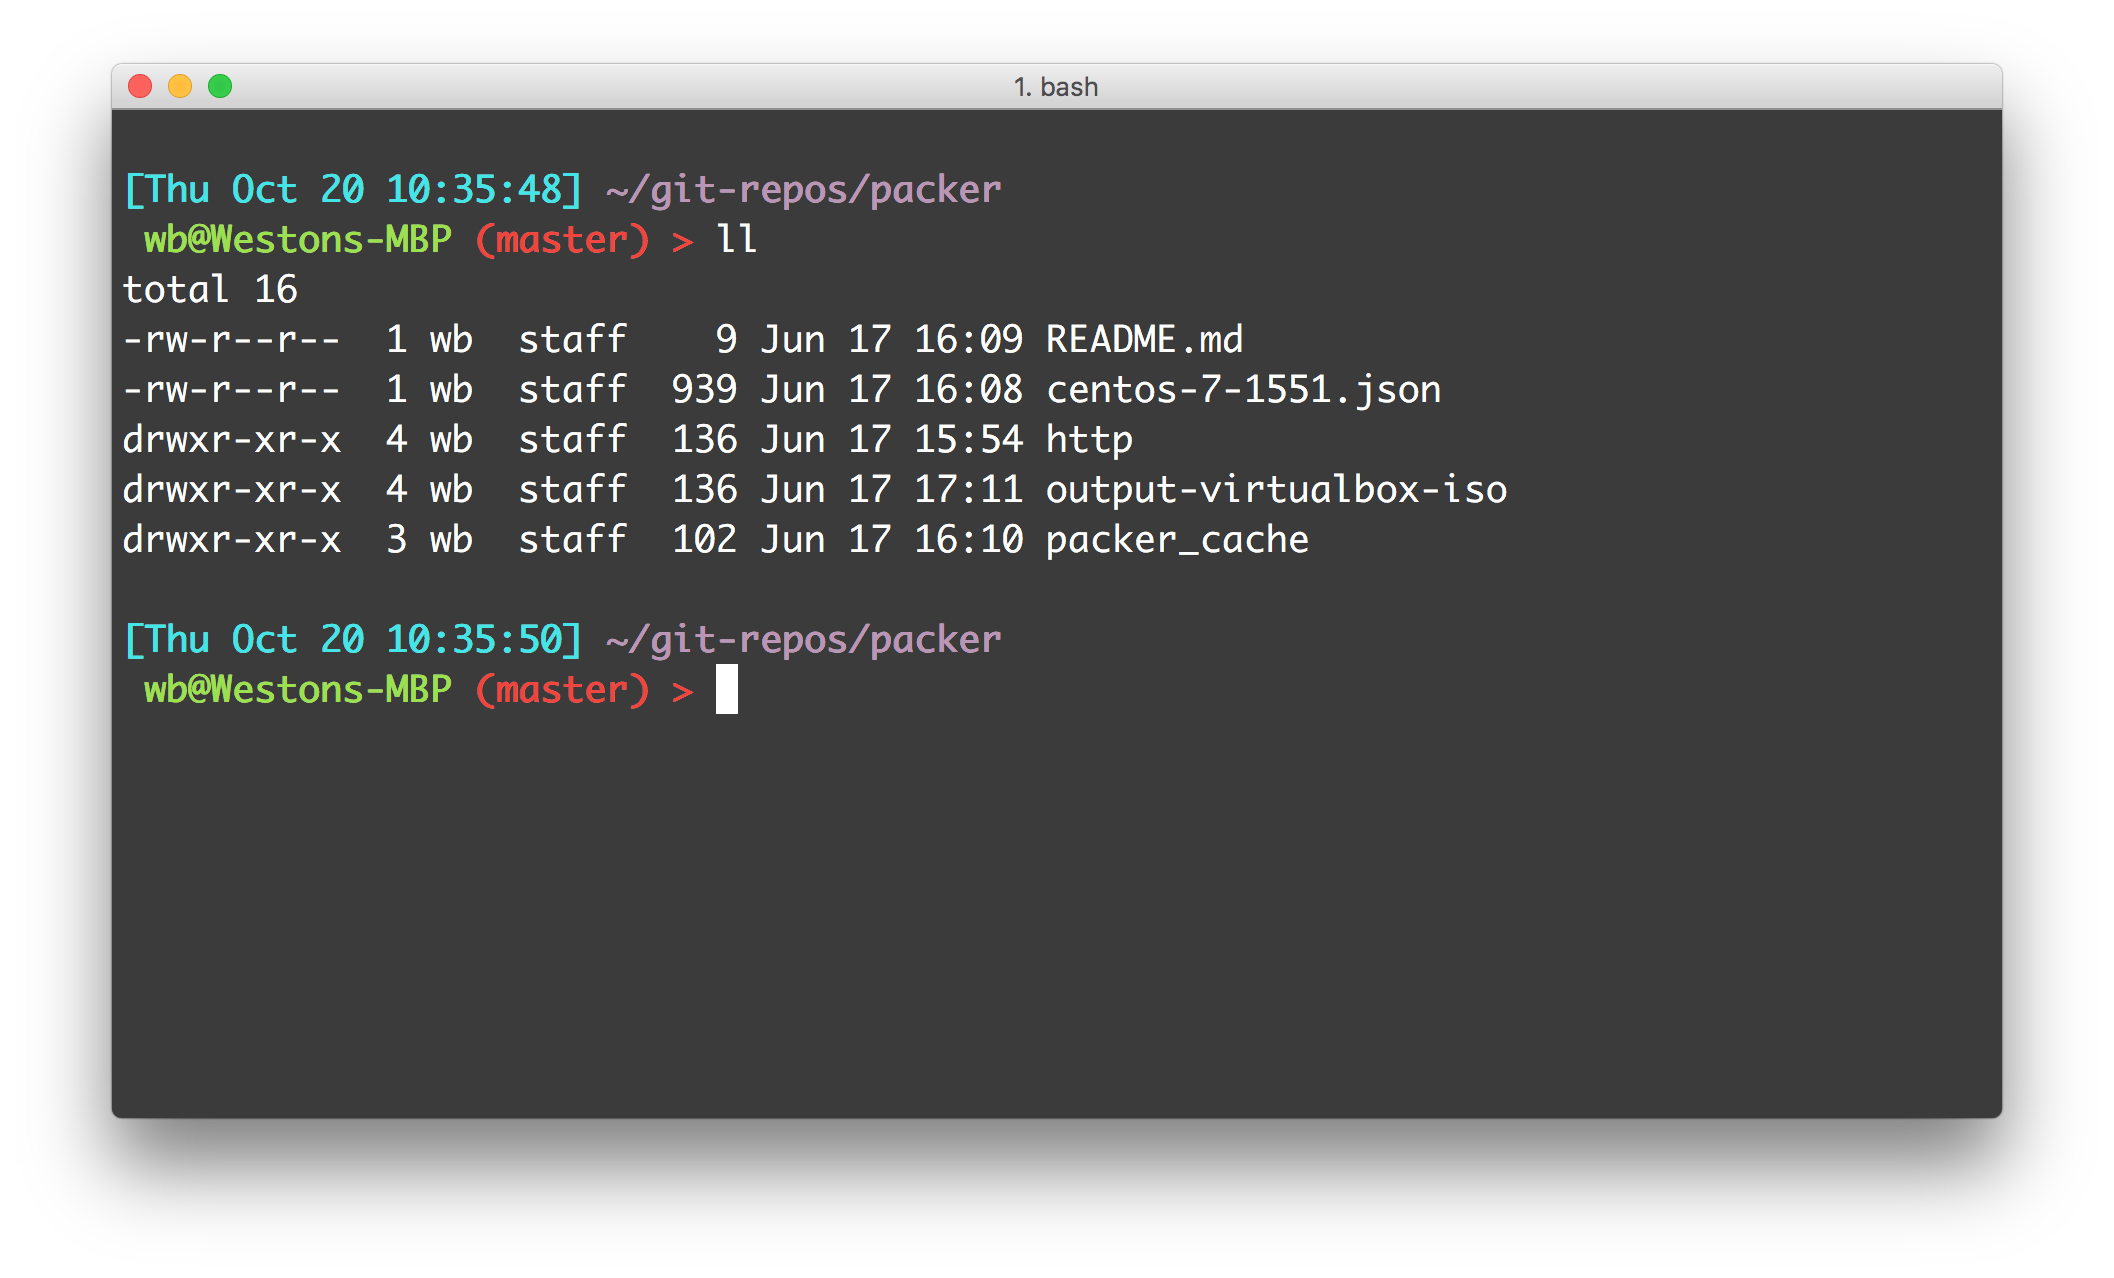 1. bash
[Thu Oct 20 10:35:48] ~/git-repos/packer
 wb@Westons-MBP (master) > ll
total 16
-rw-r--r--  1 wb  staff    9 Jun 17 16:09 README.md
-rw-r--r--  1 wb  staff  939 Jun 17 16:08 centos-7-1551.json
drwxr-xr-x  4 wb  staff  136 Jun 17 15:54 http
drwxr-xr-x  4 wb  staff  136 Jun 17 17:11 output-virtualbox-iso
drwxr-xr-x  3 wb  staff  102 Jun 17 16:10 packer_cache
[Thu Oct 20 10:35:50] ~/git-repos/packer
 wb@Westons-MBP (master) >